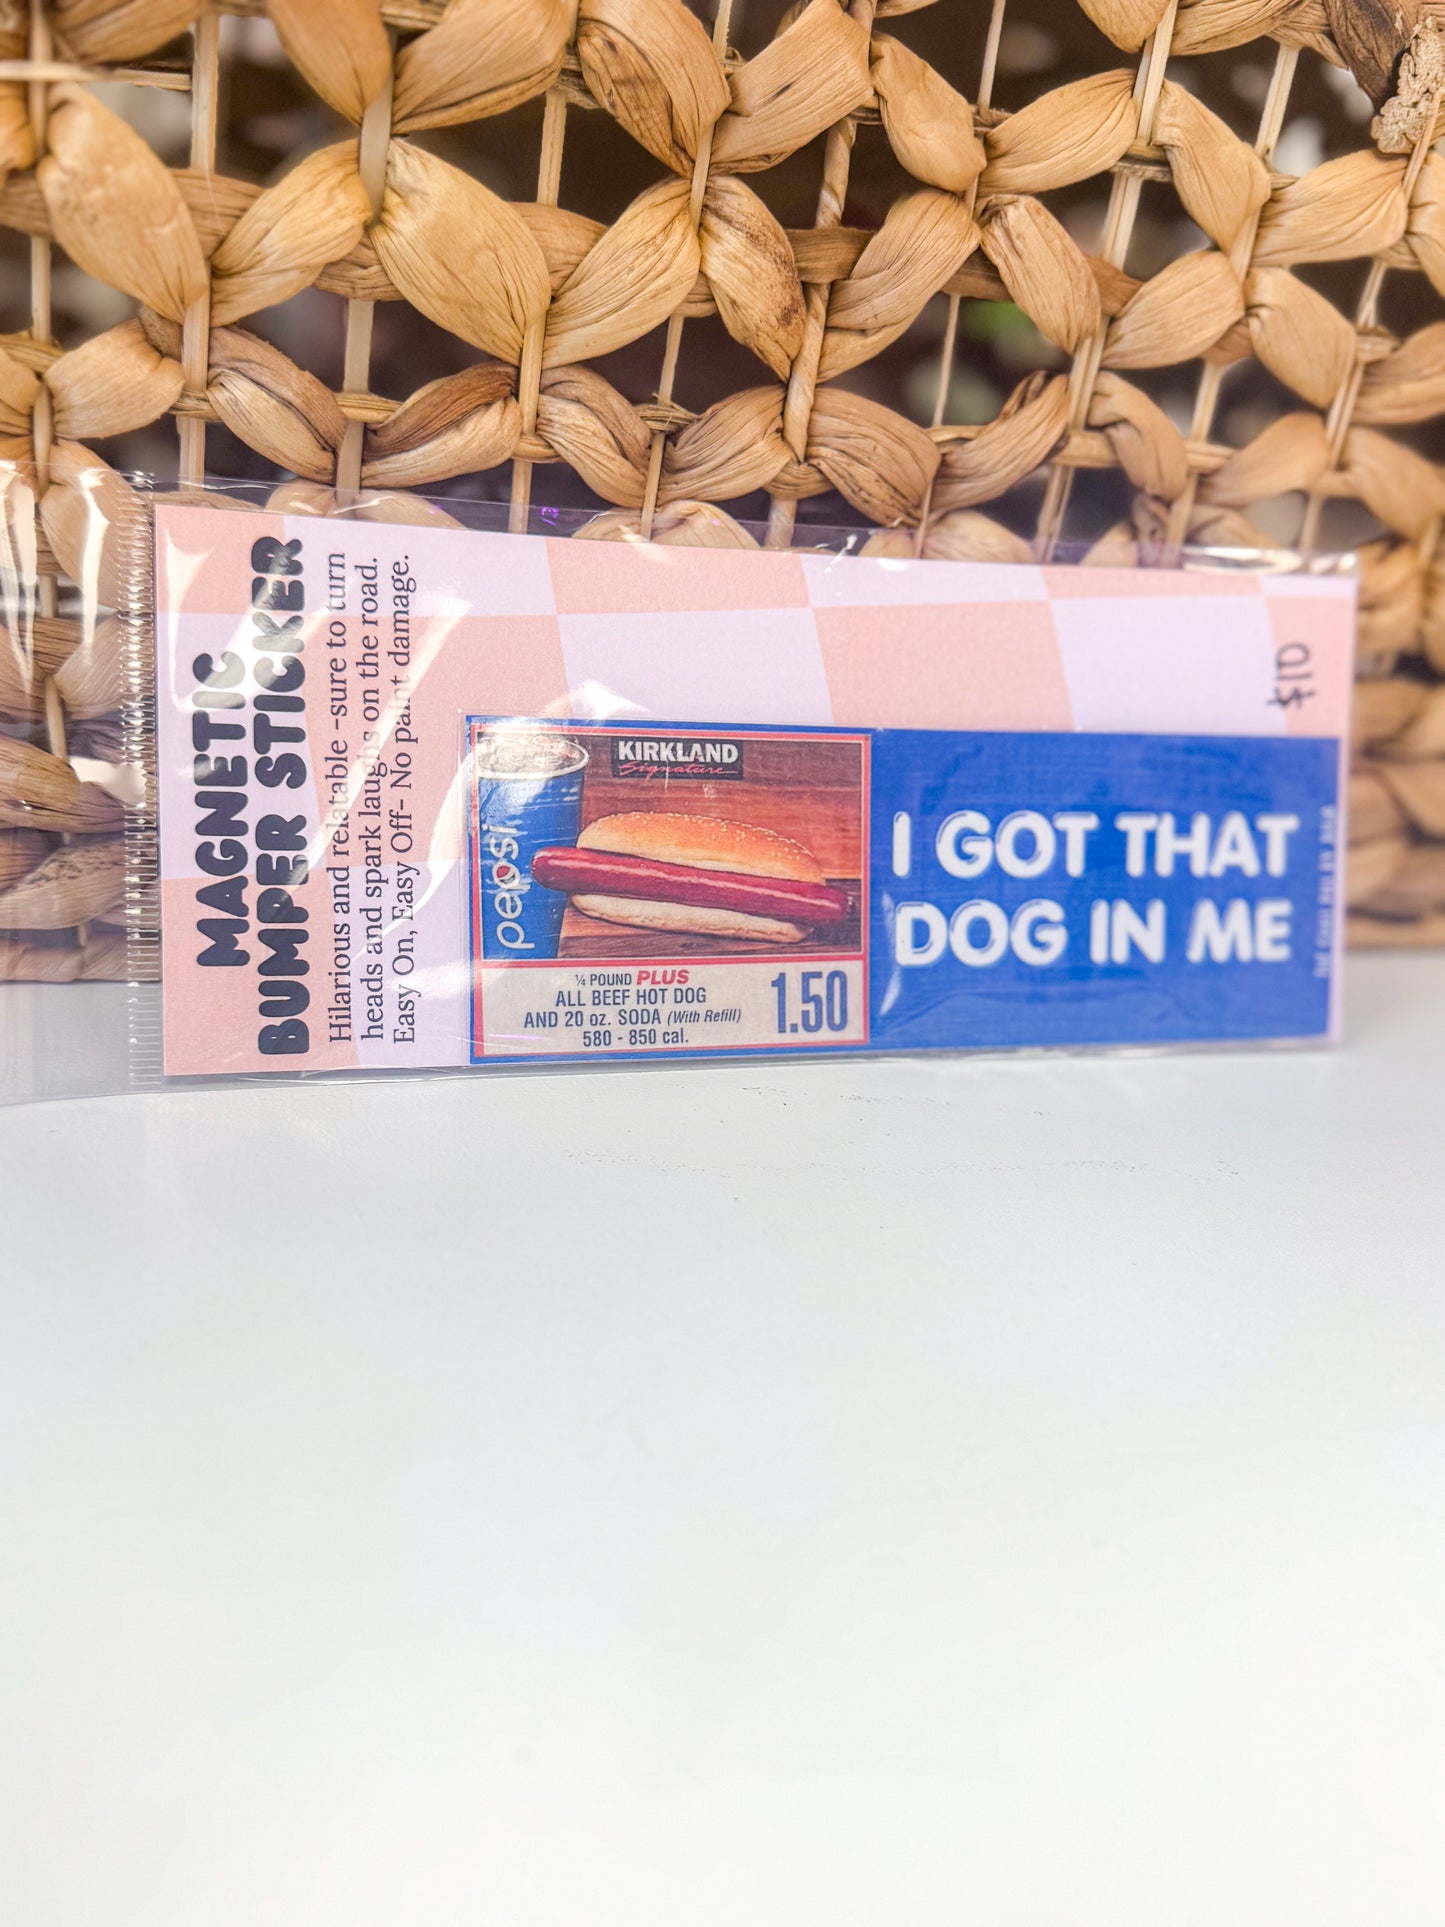 MAGNETIC
BUMPER STICKER
Hilarious and relatable -sure to turn
heads and spark laughs on the road.
Easy On, Easy Off- No paint damage.
$10
KIRKLAND
Signature
pepsi
¼ POUND PLUS
ALL BEEF HOT DOG
AND 20 oz. SODA (With Refill)
580 - 850 cal.
1.50
I GOT THAT
DOG IN ME